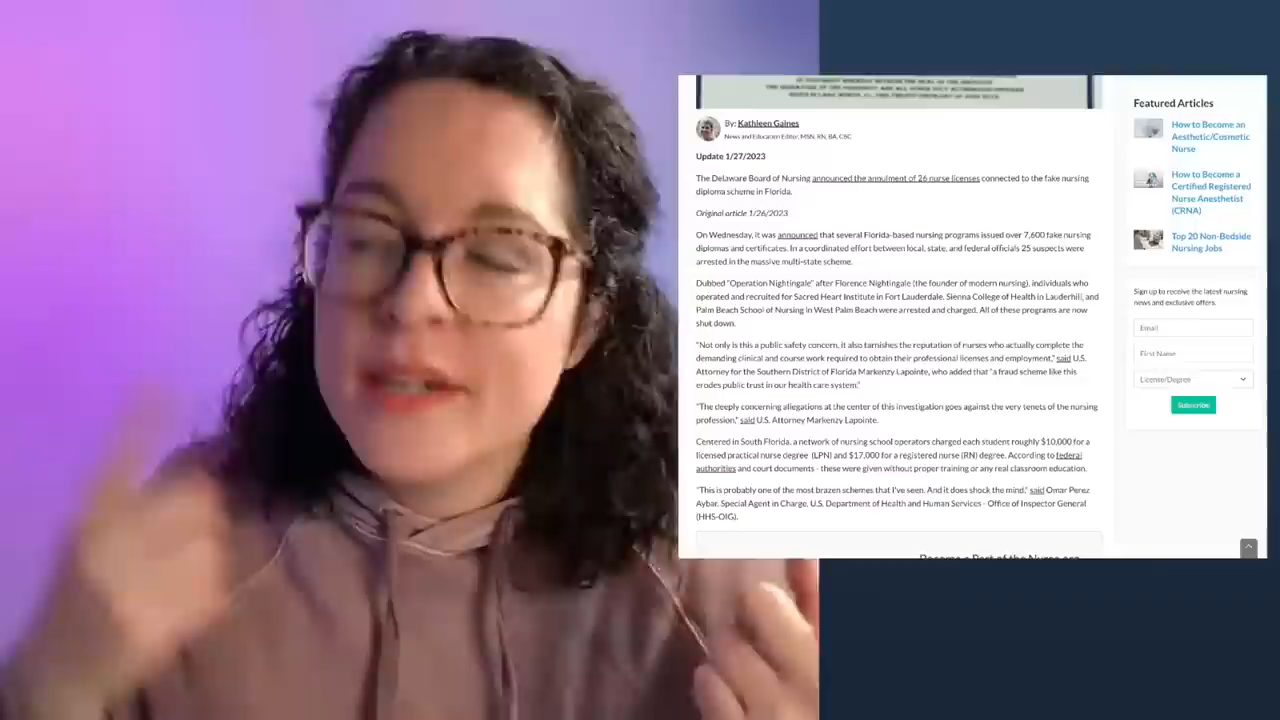 By: Kathleen Gaines
News and Education Editor, MSN, RN, BA, CBC
Update 1/27/2023
The Delaware Board of Nursing announced the annulment of 26 nurse licenses connected to the fake nursing
diploma scheme in Florida.
Original article 1/26/2023
On Wednesday, it was announced that several Florida-based nursing programs issued over 7,600 fake nursing
diplomas and certificates. In a coordinated effort between local, state, and federal officials 25 suspects were
arrested in the massive multi-state scheme.
Dubbed "Operation Nightingale" after Florence Nightingale (the founder of modern nursing), individuals who
operated and recruited for Sacred Heart Institute in Fort Lauderdale, Sienna College of Health in Lauderhill, and
Palm Beach School of Nursing in West Palm Beach were arrested and charged. All of these programs are now
shut down.
"Not only is this a public safety concern, it also tarnishes the reputation of nurses who actually complete the
demanding clinical and course work required to obtain their professional licenses and employment," said U.S.
Attorney for the Southern District of Florida Markenzy Lapointe, who added that "a fraud scheme like this
erodes public trust in our health care system."
"The deeply concerning allegations at the center of this investigation goes against the very tenets of the nursing
profession," said U.S. Attorney Markenzy Lapointe.
Centered in South Florida, a network of nursing school operators charged each student roughly $10,000 for a
licensed practical nurse degree (LPN) and $17,000 for a registered nurse (RN) degree. According to federal
authorities and court documents - these were given without proper training or any real classroom education.
"This is probably one of the most brazen schemes that I've seen. And it does shock the mind," said Omar Perez
Aybar, Special Agent in Charge, U.S. Department of Health and Human Services - Office of Inspector General
(HHS-OIG).
Featured Articles
How to Become an
Aesthetic/Cosmetic
Nurse
How to Become a
Certified Registered
Nurse Anesthetist
(CRNA)
Top 20 Non-Bedside
Nursing Jobs
Sign up to receive the latest nursing
news and exclusive offers.
Email
First Name
License/Degree
Subscribe